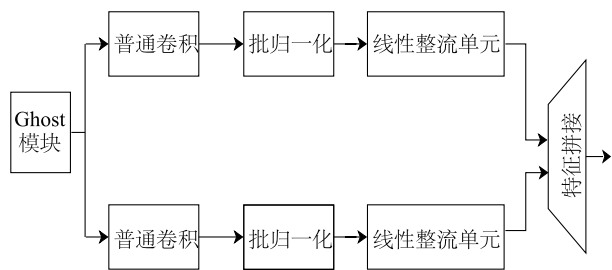 普通卷积
批归一化
线性整流单元
Ghost
模块
特征拼接
普通卷积
批归一化
线性整流单元